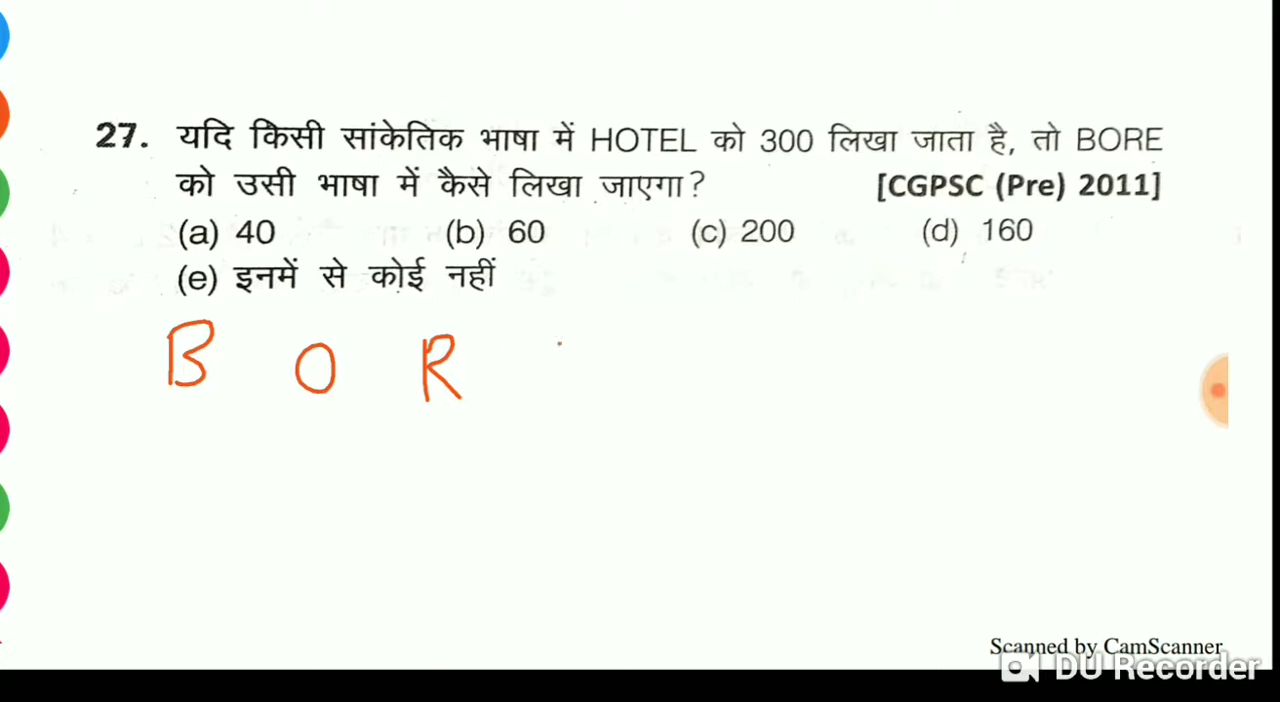 27. यदि किसी सांकेतिक भाषा में HOTEL को 300 लिखा जाता है, तो BORE
को उसी भाषा में कैसे लिखा जाएगा? [CGPSC (Pre) 2011]
(a) 40 (b) 60 (c) 200 (d) 160
(e) इनमें से कोई नहीं
B O R
Scanned by CamScanner
DU Recorder